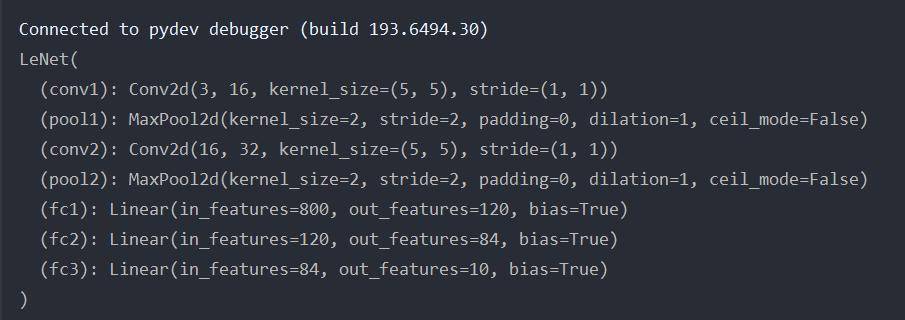 Connected to pydev debugger (build 193.6494.30)
LeNet(
  (conv1): Conv2d(3, 16, kernel_size=(5, 5), stride=(1, 1))
  (pool1): MaxPool2d(kernel_size=2, stride=2, padding=0, dilation=1, ceil_mode=False)
  (conv2): Conv2d(16, 32, kernel_size=(5, 5), stride=(1, 1))
  (pool2): MaxPool2d(kernel_size=2, stride=2, padding=0, dilation=1, ceil_mode=False)
  (fc1): Linear(in_features=800, out_features=120, bias=True)
  (fc2): Linear(in_features=120, out_features=84, bias=True)
  (fc3): Linear(in_features=84, out_features=10, bias=True)
)